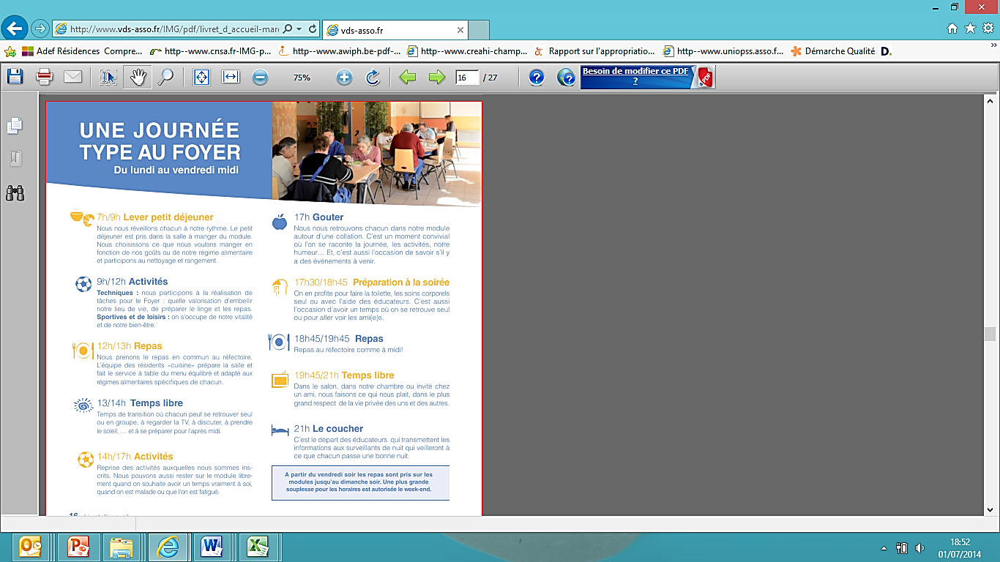 http://www.vds-asso.fr/IMG/pdf/livret_d_accueil-mar
vds-asso.fr
Adef Résidences Compre...
http--www.cnsa.fr-IMG-p...
http--www.awiph.be-pdf-...
http--www.creahi-champ...
Rapport sur l'appropriatio...
http--www.uniopss.asso.f...
Démarche Qualité
D.
75%
16 / 27
Besoin de modifier ce PDF
?
PDF
UNE JOURNÉE
TYPE AU FOYER
Du lundi au vendredi midi
7h/9h Lever petit déjeuner
Nous nous réveillons chacun à notre rythme. Le petit
déjeuner est pris dans la salle à manger du module.
Nous choisissons ce que nous voulons manger en
fonction de nos goûts ou de notre régime alimentaire
et participons au nettoyage et rangement.
9h/12h Activités
Techniques : nous participons à la réalisation de
tâches pour le Foyer : quelle valorisation d'embellir
notre lieu de vie, de préparer le linge et les repas.
Sportives et de loisirs : on s'occupe de notre vitalité
et de notre bien-être.
12h/13h Repas
Nous prenons le repas en commun au réfectoire.
L'équipe des résidents «cuisine» prépare la salle et
fait le service à table du menu équilibré et adapté aux
régimes alimentaires spécifiques de chacun.
13/14h Temps libre
Temps de transition où chacun peut se retrouver seul
ou en groupe, à regarder la TV, à discuter, à prendre
le soleil, ... et à se préparer pour l'après midi.
14h/17h Activités
Reprise des activités auxquelles nous sommes ins-
crits. Nous pouvons aussi rester sur le module libre-
ment quand on souhaite avoir un temps vraiment à soi,
quand on est malade ou que l'on est fatigué.
17h Gouter
Nous nous retrouvons chacun dans notre module
autour d'une collation. C'est un moment convivial
où l'on se raconte la journée, les activités, notre
humeur... Et, c'est aussi l'occasion de savoir s'il y
a des événements à venir.
17h30/18h45 Préparation à la soirée
On en profite pour faire la toilette, les soins corporels
seul ou avec l'aide des éducateurs. C'est aussi
l'occasion d'avoir un temps où on se retrouve seul
ou pour aller voir les ami(e)s.
18h45/19h45 Repas
Repas au réfectoire comme à midi!
19h45/21h Temps libre
Dans le salon, dans notre chambre ou invité chez
un ami, nous faisons ce qui nous plait, dans le plus
grand respect de la vie privée des uns et des autres.
21h Le coucher
C'est le départ des éducateurs qui transmettent les
informations aux surveillants de nuit qui veilleront à
ce que chacun passe une bonne nuit.
A partir du vendredi soir les repas sont pris sur les
modules jusqu'au dimanche soir. Une plus grande
souplesse pour les horaires est autorisée le week-end.
16
18:52
01/07/2014